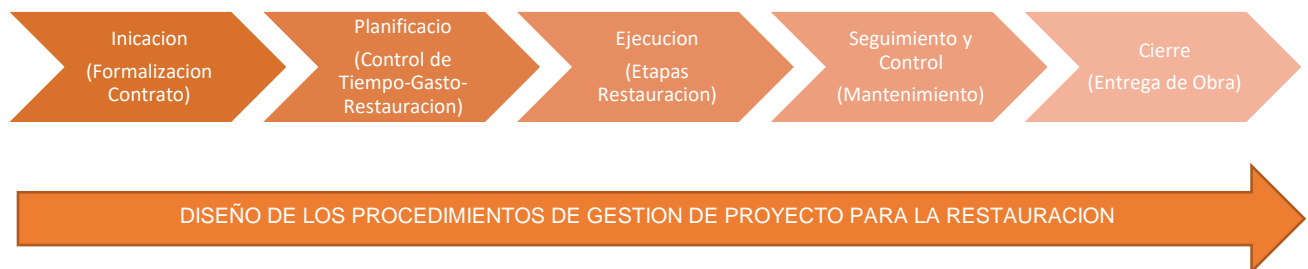 Inicacion
(Formalizacion
Contrato)
Planificacio
(Control de
Tiempo-Gasto-
Restauracion)
Ejecucion
(Etapas
Restauracion)
Seguimiento y
Control
(Mantenimiento)
Cierre
(Entrega de Obra)
DISEÑO DE LOS PROCEDIMIENTOS DE GESTION DE PROYECTO PARA LA RESTAURACION